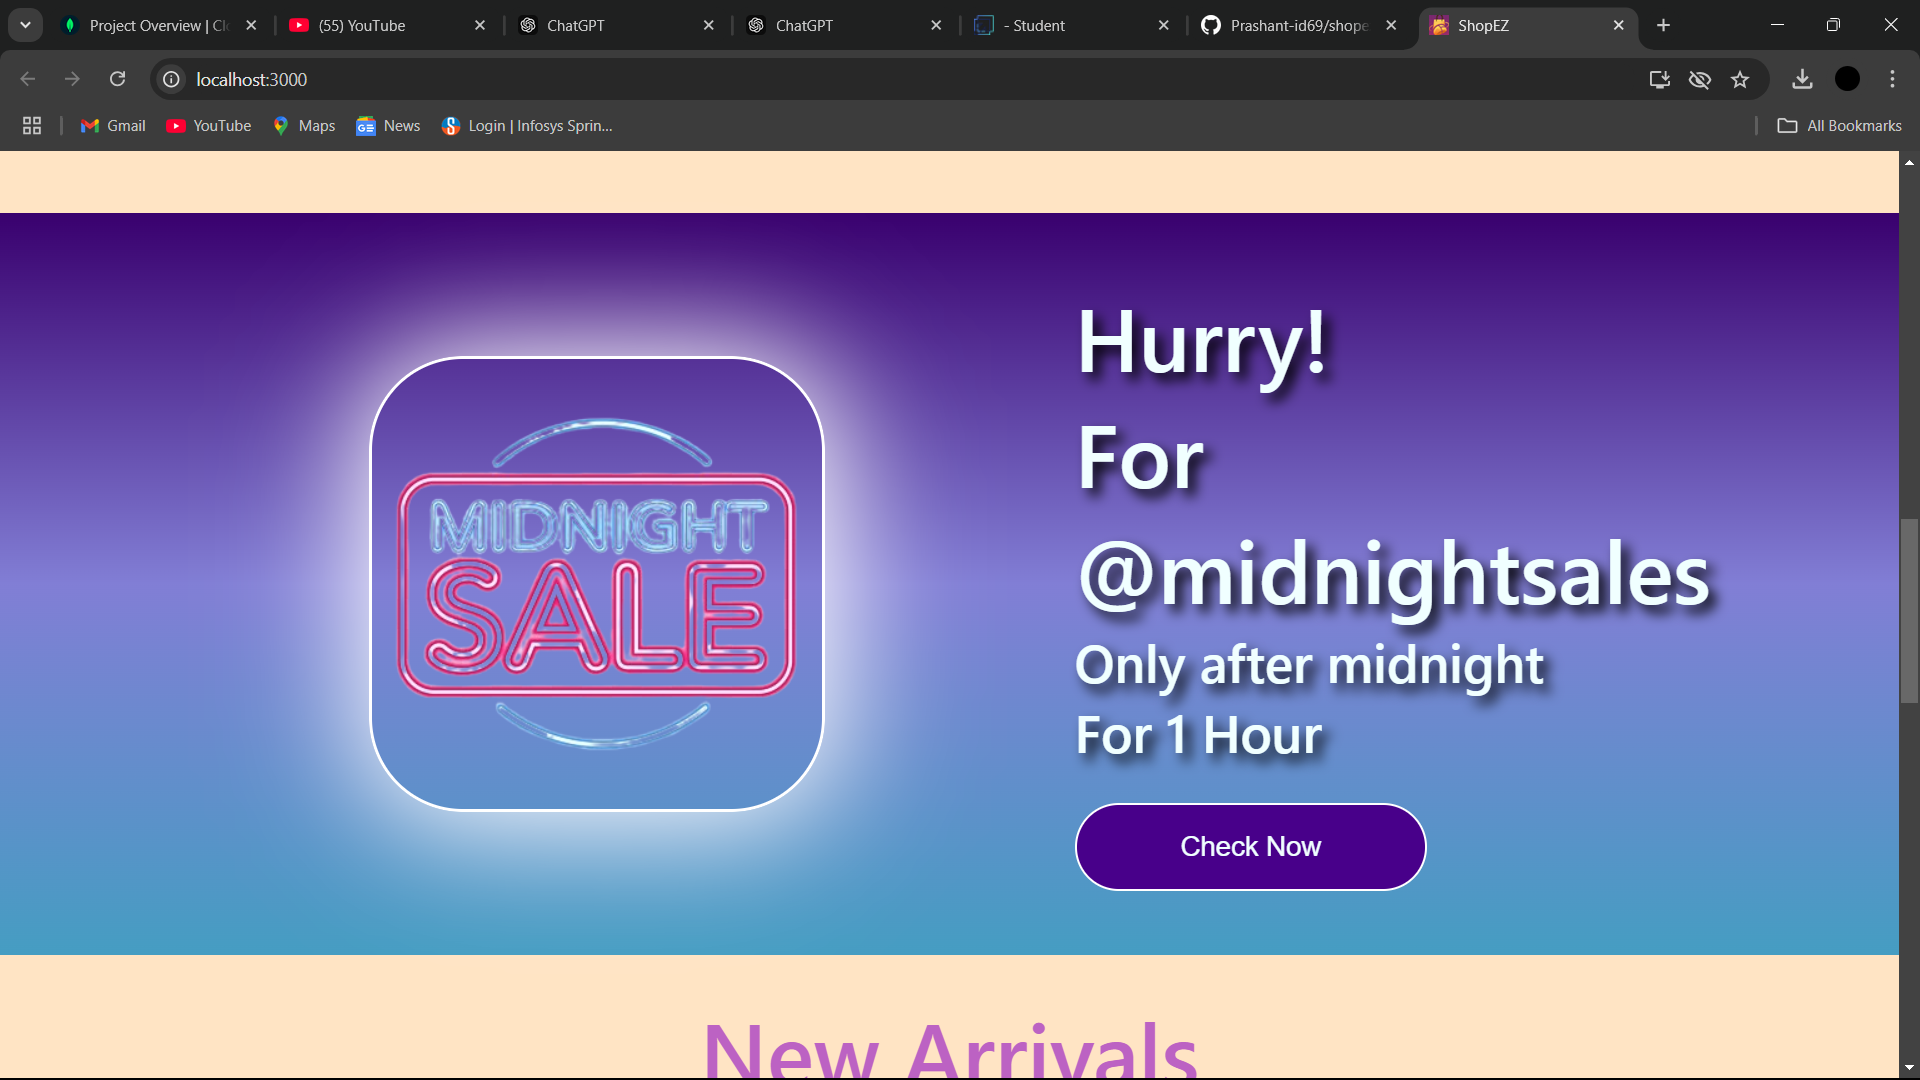 Project Overview | Clo
(55) YouTube
ChatGPT
ChatGPT
- Student
Prashant-id69/shope
ShopEZ
localhost:3000
Gmail
YouTube
Maps
News
Login | Infosys Sprin...
All Bookmarks
MIDNIGHT
SALE
Hurry!
For
@midnightsales
Only after midnight
For 1 Hour
Check Now
New Arrivals